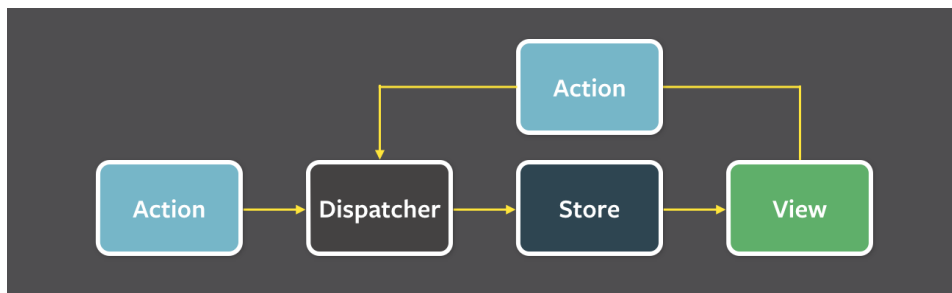 Action
Action
Dispatcher
Store
View